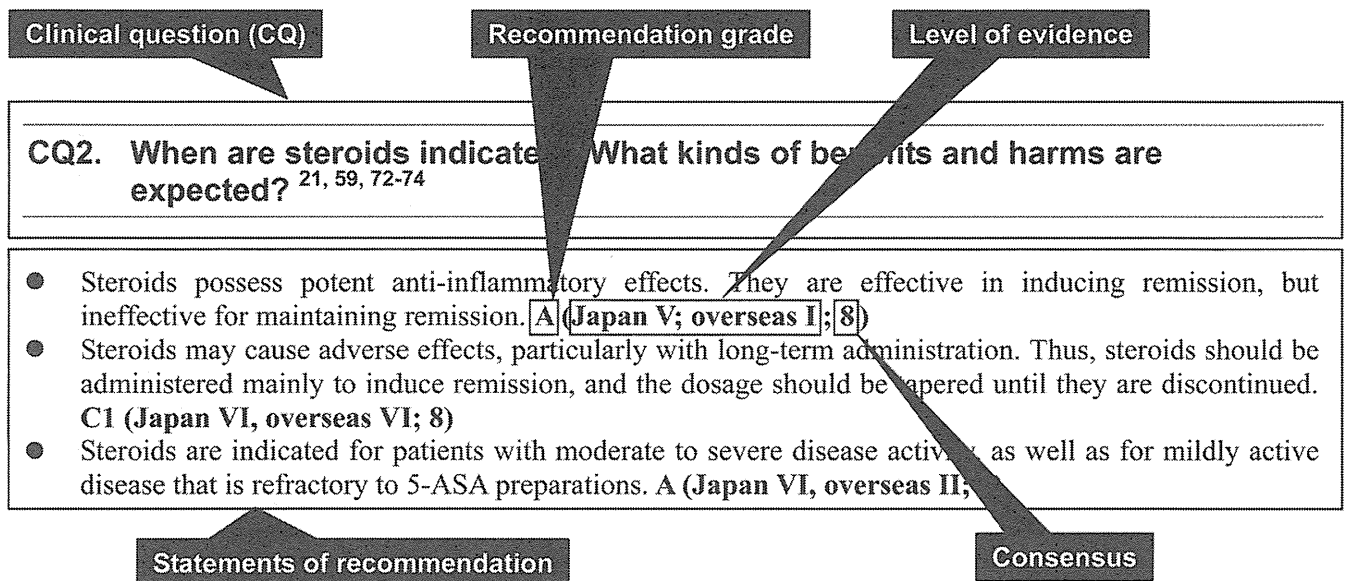 Clinical question (CQ)
Recommendation grade
Level of evidence
CQ2. When are steroids What kinds of and harms are
expected? 21, 59, 72-74
● Steroids possess potent anti-inflammatory effects. They are effective in inducing remission, but
ineffective for maintaining remission. A (Japan V; overseas I; 8)
● Steroids may cause adverse effects, particularly with long-term administration. Thus, steroids should be
administered mainly to induce remission, and the dosage should be tapered until they are discontinued.
C1 (Japan VI, overseas VI; 8)
● Steroids are indicated for patients with moderate to severe disease as well as for mildly active
disease that is refractory to 5-ASA preparations. A (Japan VI, overseas II;
Statements of recommendation
Consensus